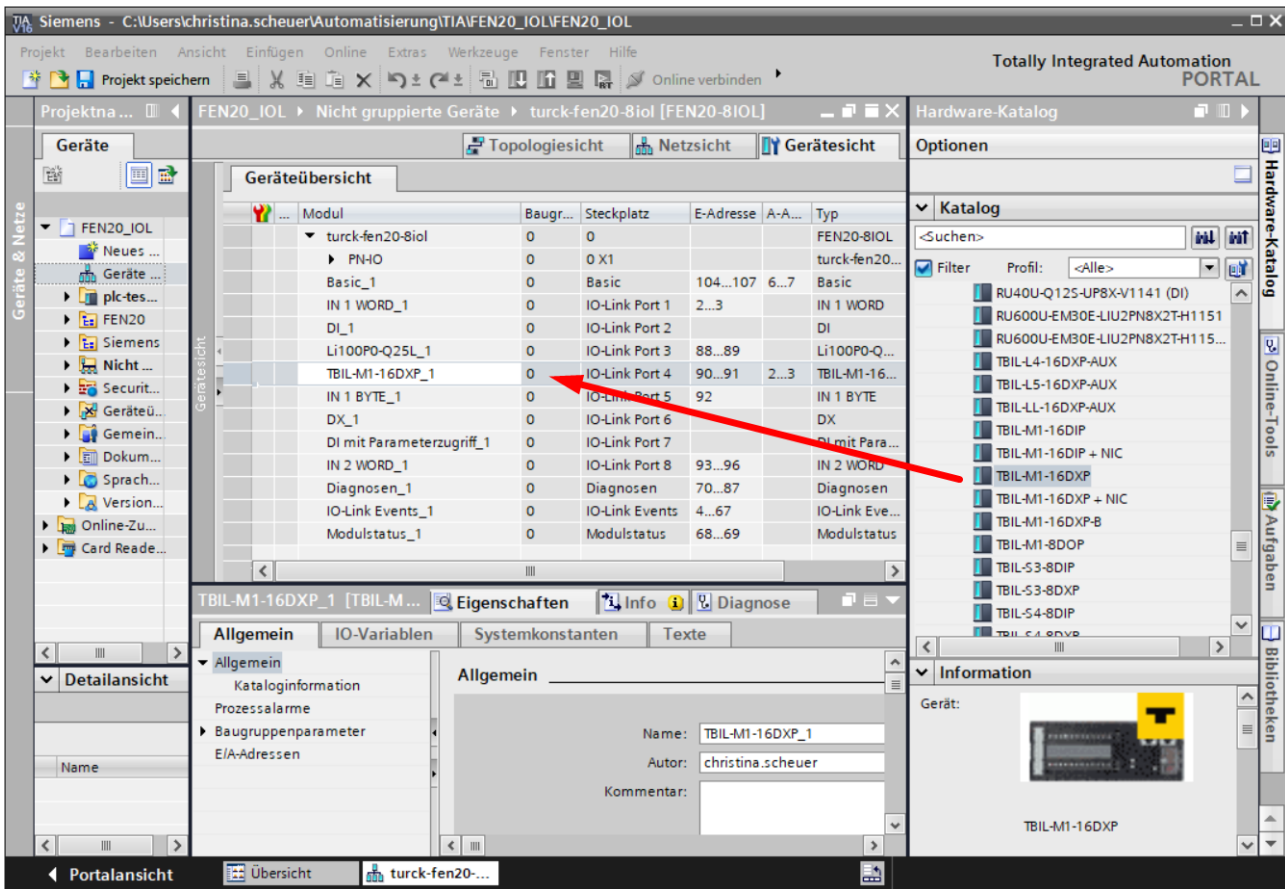 Siemens - C:\Users\christina.scheuer\Automatisierung\TIA\FEN20_IOL\FEN20_IOL
Projekt Bearbeiten Ansicht Einfügen Online Extras Werkzeuge Fenster Hilfe
Totally Integrated Automation
PORTAL
Projekt speichern
Online verbinden
Projektna...
FEN20_IOL
Nicht gruppierte Geräte
turck-fen20-8iol [FEN20-8IOL]
Hardware-Katalog
Geräte
Topologiesicht
Netzsicht
Gerätesicht
Optionen
Geräteübersicht
... Modul Baugr... Steckplatz E-Adresse A-A... Typ
turck-fen20-8iol 0 0 FEN20-8IOL
PN-IO 0 0 X1 turck-fen20...
Basic_1 0 Basic 104...107 6...7 Basic
IN 1 WORD_1 0 IO-Link Port 1 2...3 IN 1 WORD
DI_1 0 IO-Link Port 2 DI
Li100P0-Q25L_1 0 IO-Link Port 3 88...89 Li100P0-Q...
TBIL-M1-16DXP_1 0 IO-Link Port 4 90...91 2...3 TBIL-M1-16...
IN 1 BYTE_1 0 IO-Link Port 5 92 IN 1 BYTE
DX_1 0 IO-Link Port 6 DX
DI mit Parameterzugriff_1 0 IO-Link Port 7 DI mit Para...
IN 2 WORD_1 0 IO-Link Port 8 93...96 IN 2 WORD
Diagnosen_1 0 Diagnosen 70...87 Diagnosen
IO-Link Events_1 0 IO-Link Events 4...67 IO-Link Eve...
Modulstatus_1 0 Modulstatus 68...69 Modulstatus
FEN20_IOL
Neues ...
Geräte ...
plc-tes...
FEN20
Siemens
Nicht ...
Securit...
Geräteü...
Gemein...
Dokum...
Sprach...
Version...
Online-Zu...
Card Reade...
Geräte & Netze
Gerätesicht
Detailansicht
Name
TBIL-M1-16DXP_1 [TBIL-M...
Eigenschaften
Info
Diagnose
Allgemein
IO-Variablen
Systemkonstanten
Texte
Allgemein
Kataloginformation
Prozessalarme
Baugruppenparameter
E/A-Adressen
Allgemein
Name: TBIL-M1-16DXP_1
Autor: christina.scheuer
Kommentar:
Katalog
<Suchen>
Filter Profil: <Alle>
RU40U-Q12S-UP8X-V1141 (DI)
RU600U-EM30E-LIU2PN8X2T-H1151
RU600U-EM30E-LIU2PN8X2T-H115...
TBIL-L4-16DXP-AUX
TBIL-L5-16DXP-AUX
TBIL-LL-16DXP-AUX
TBIL-M1-16DIP
TBIL-M1-16DIP + NIC
TBIL-M1-16DXP
TBIL-M1-16DXP + NIC
TBIL-M1-16DXP-B
TBIL-M1-8DOP
TBIL-S3-8DIP
TBIL-S3-8DXP
TBIL-S4-8DIP
TBIL-S4-8DXP
Information
Gerät:
TBIL-M1-16DXP
Hardware-Katalog
Online-Tools
Aufgaben
Bibliotheken
Portalansicht
Übersicht
turck-fen20-...